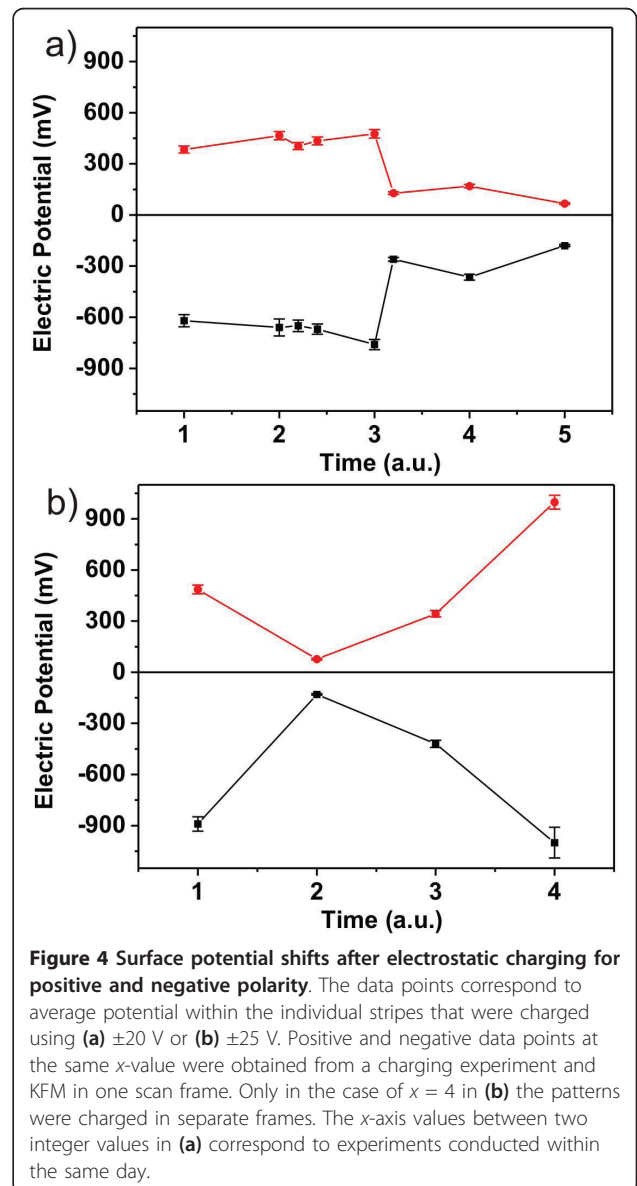 a)
900
600
300
0
-300
-600
-900
Electric Potential (mV)
1 2 3 4 5
Time (a.u.)
b)
900
600
300
0
-300
-600
-900
Electric Potential (mV)
1 2 3 4
Time (a.u.)
Figure 4 Surface potential shifts after electrostatic charging for
positive and negative polarity. The data points correspond to
average potential within the individual stripes that were charged
using (a) ±20 V or (b) ±25 V. Positive and negative data points at
the same x-value were obtained from a charging experiment and
KFM in one scan frame. Only in the case of x = 4 in (b) the patterns
were charged in separate frames. The x-axis values between two
integer values in (a) correspond to experiments conducted within
the same day.